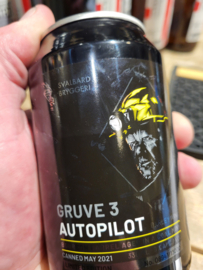 SVALBARD
BRYGGERI
GRUVE 3
AUTOPILOT
CANNED MAY 2021